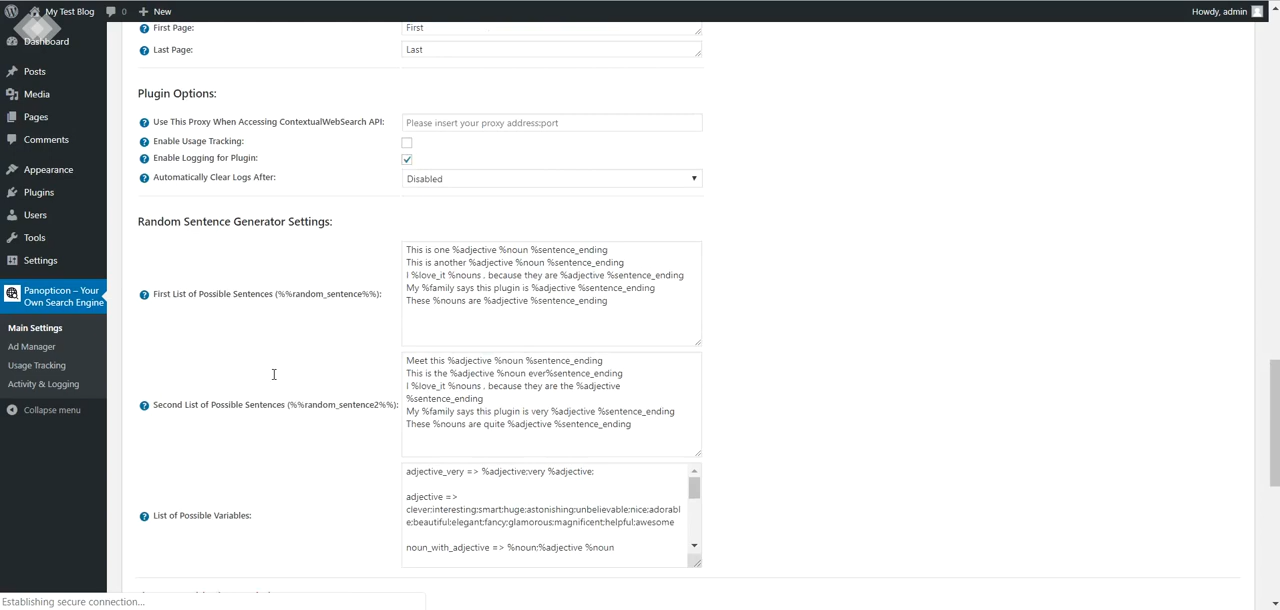 My Test Blog
0
New
Howdy, admin
Dashboard
Posts
Media
Pages
Comments
Appearance
Plugins
Users
Tools
Settings
Panopticon – Your
Own Search Engine
Main Settings
Ad Manager
Usage Tracking
Activity & Logging
Collapse menu
First Page:
First
Last Page:
Last
Plugin Options:
Use This Proxy When Accessing ContextualWebSearch API:
Please insert your proxy address:port
Enable Usage Tracking:
Enable Logging for Plugin:
Automatically Clear Logs After:
Disabled
Random Sentence Generator Settings:
First List of Possible Sentences (%%random_sentence%%):
This is one %adjective %noun %sentence_ending
This is another %adjective %noun %sentence_ending
I %love_it %nouns , because they are %adjective %sentence_ending
My %family says this plugin is %adjective %sentence_ending
These %nouns are %adjective %sentence_ending
Second List of Possible Sentences (%%random_sentence2%%):
Meet this %adjective %noun %sentence_ending
This is the %adjective %noun ever%sentence_ending
I %love_it %nouns , because they are the %adjective
%sentence_ending
My %family says this plugin is very %adjective %sentence_ending
These %nouns are quite %adjective %sentence_ending
List of Possible Variables:
adjective_very => %adjective;very %adjective;
adjective =>
clever;interesting;smart;huge;astonishing;unbelievable;nice;adorabl
e;beautiful;elegant;fancy;glamorous;magnificent;helpful;awesome
noun_with_adjective => %noun;%adjective %noun
Establishing secure connection...